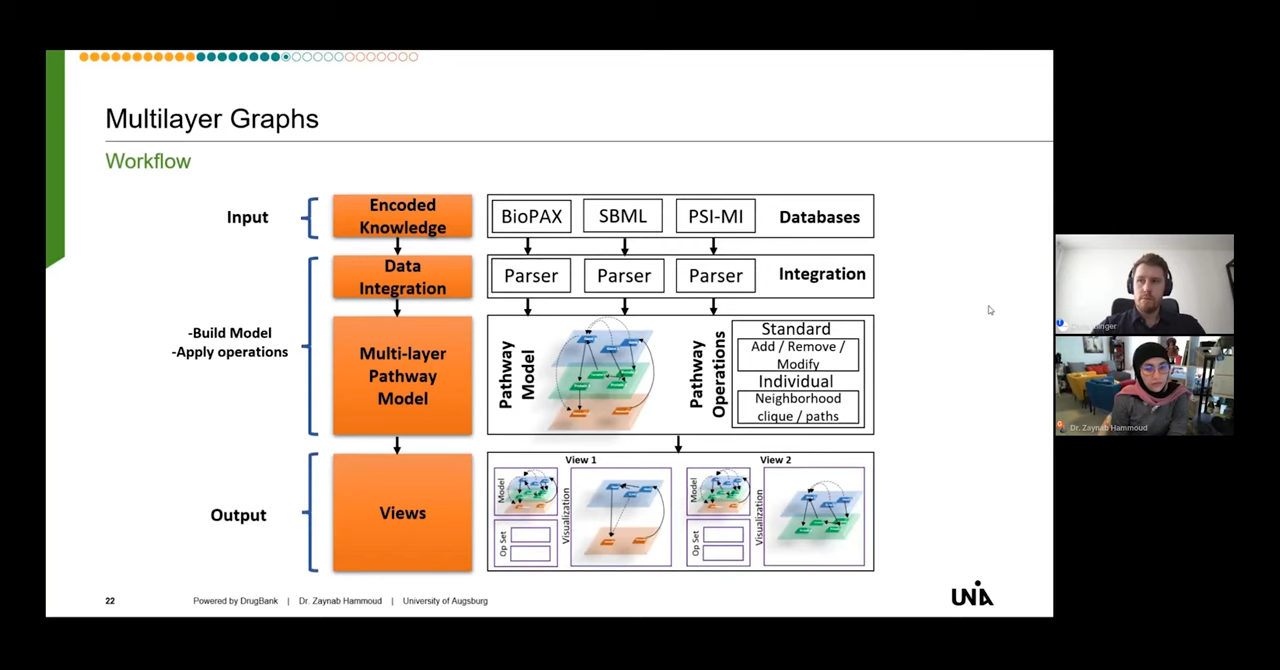 Multilayer Graphs
Workflow
Input
Encoded
Knowledge
BioPAX
SBML
PSI-MI
Databases
Data
Integration
Parser
Parser
Parser
Integration
-Build Model
-Apply operations
Multi-layer
Pathway
Model
Pathway
Model
Pathway
Operations
Standard
Add / Remove /
Modify
Individual
Neighborhood
clique / paths
Output
Views
View 1
Model
Op Set
Visualization
View 2
Model
Op Set
Visualization
22
Powered by DrugBank | Dr. Zaynab Hammoud | University of Augsburg
UNIA
Dr. Zaynab Hammoud